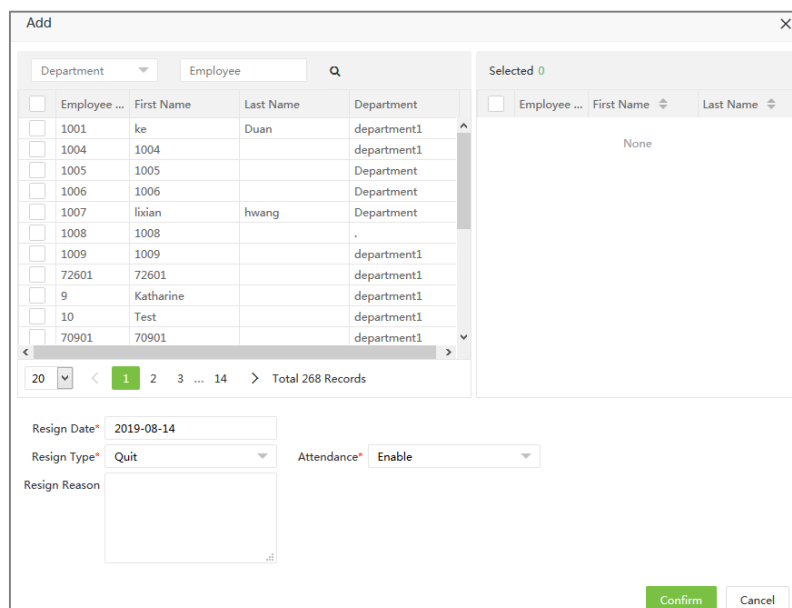 Add
Department Employee
Employee ... First Name Last Name Department
1001 ke Duan department1
1004 1004 department1
1005 1005 Department
1006 1006 Department
1007 lixian hwang Department
1008 1008 .
1009 1009 department1
72601 72601 department1
9 Katharine department1
10 Test department1
70901 70901 department1
20 < 1 2 3 ... 14 > Total 268 Records
Selected 0
Employee ... First Name Last Name
None
Resign Date* 2019-08-14
Resign Type* Quit Attendance* Enable
Resign Reason
Confirm Cancel